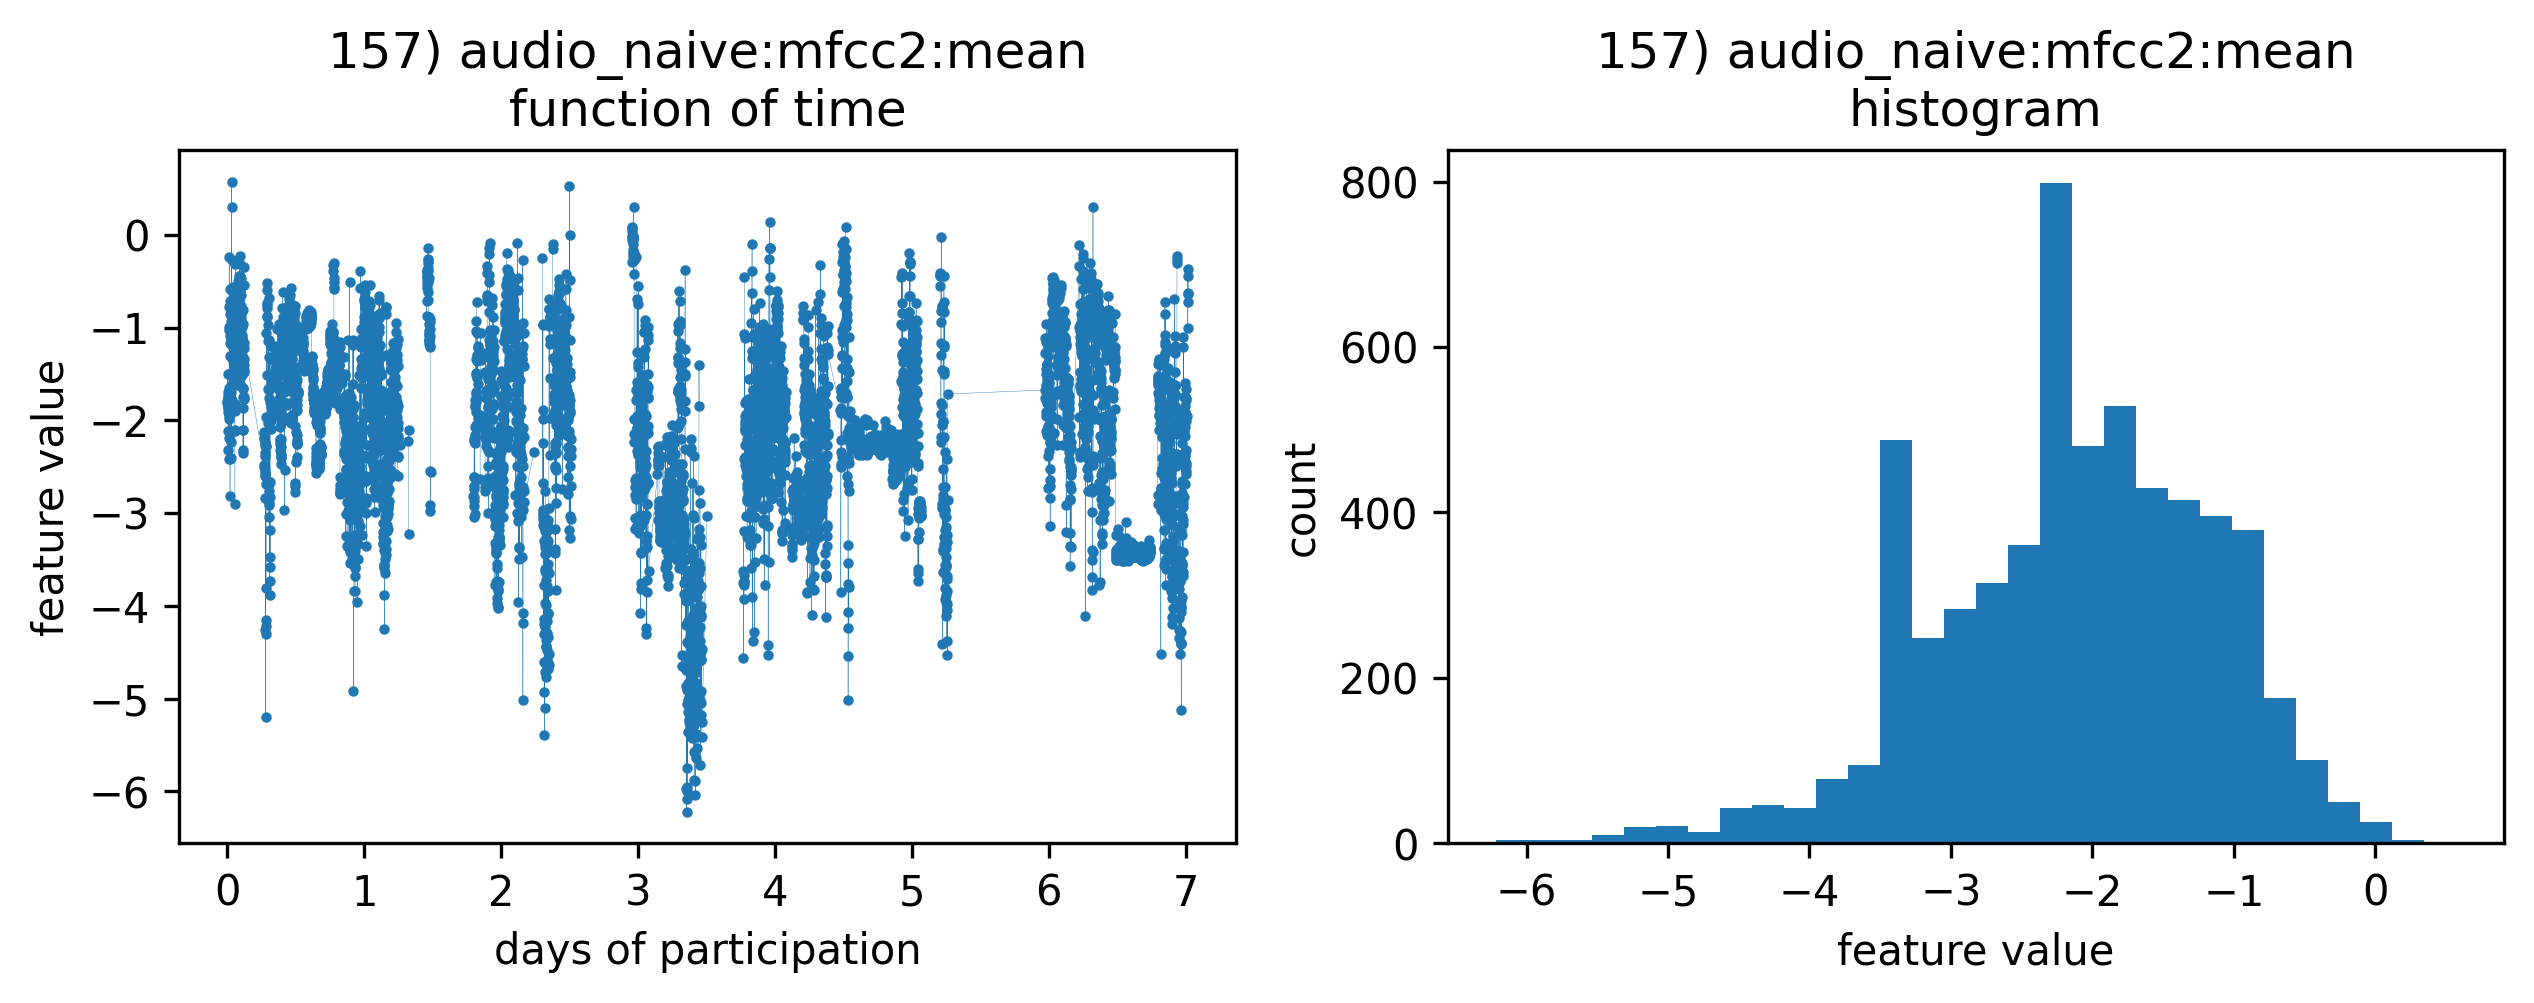 157) audio_naive:mfcc2:mean
function of time
0
−1
−2
−3
−4
−5
−6
feature value
0 1 2 3 4 5 6 7
days of participation
157) audio_naive:mfcc2:mean
histogram
800
600
400
200
0
count
−6 −5 −4 −3 −2 −1 0
feature value